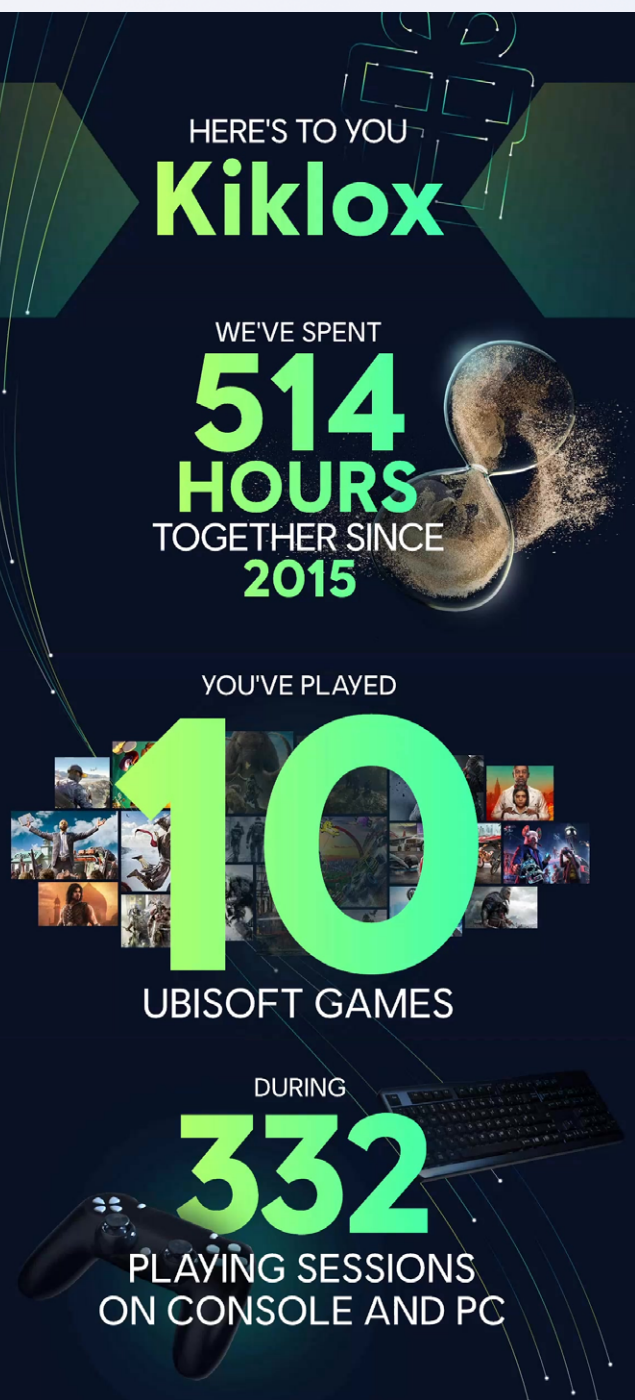 HERE'S TO YOU
Kiklox
WE'VE SPENT
514
HOURS
TOGETHER SINCE
2015
YOU'VE PLAYED
10
UBISOFT GAMES
DURING
332
PLAYING SESSIONS
ON CONSOLE AND PC